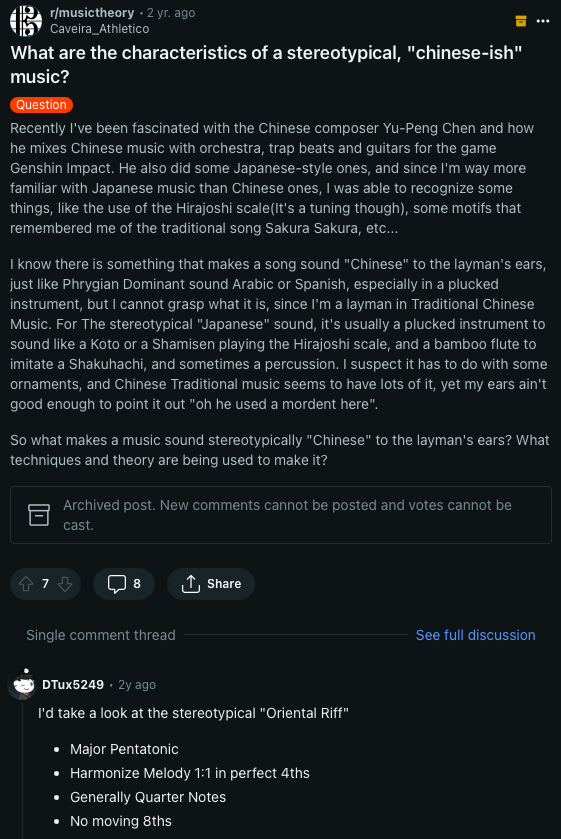 r/musictheory • 2 yr. ago
Caveira_Athletico
What are the characteristics of a stereotypical, "chinese-ish"
music?
Question
Recently I've been fascinated with the Chinese composer Yu-Peng Chen and how
he mixes Chinese music with orchestra, trap beats and guitars for the game
Genshin Impact. He also did some Japanese-style ones, and since I'm way more
familiar with Japanese music than Chinese ones, I was able to recognize some
things, like the use of the Hirajoshi scale(It's a tuning though), some motifs that
remembered me of the traditional song Sakura Sakura, etc...
I know there is something that makes a song sound "Chinese" to the layman's ears,
just like Phrygian Dominant sound Arabic or Spanish, especially in a plucked
instrument, but I cannot grasp what it is, since I'm a layman in Traditional Chinese
Music. For The stereotypical "Japanese" sound, it's usually a plucked instrument to
sound like a Koto or a Shamisen playing the Hirajoshi scale, and a bamboo flute to
imitate a Shakuhachi, and sometimes a percussion. I suspect it has to do with some
ornaments, and Chinese Traditional music seems to have lots of it, yet my ears ain't
good enough to point it out "oh he used a mordent here".
So what makes a music sound stereotypically "Chinese" to the layman's ears? What
techniques and theory are being used to make it?
Archived post. New comments cannot be posted and votes cannot be
cast.
7 8 Share
Single comment thread See full discussion
DTux5249 • 2y ago
I'd take a look at the stereotypical "Oriental Riff"
• Major Pentatonic
• Harmonize Melody 1:1 in perfect 4ths
• Generally Quarter Notes
• No moving 8ths